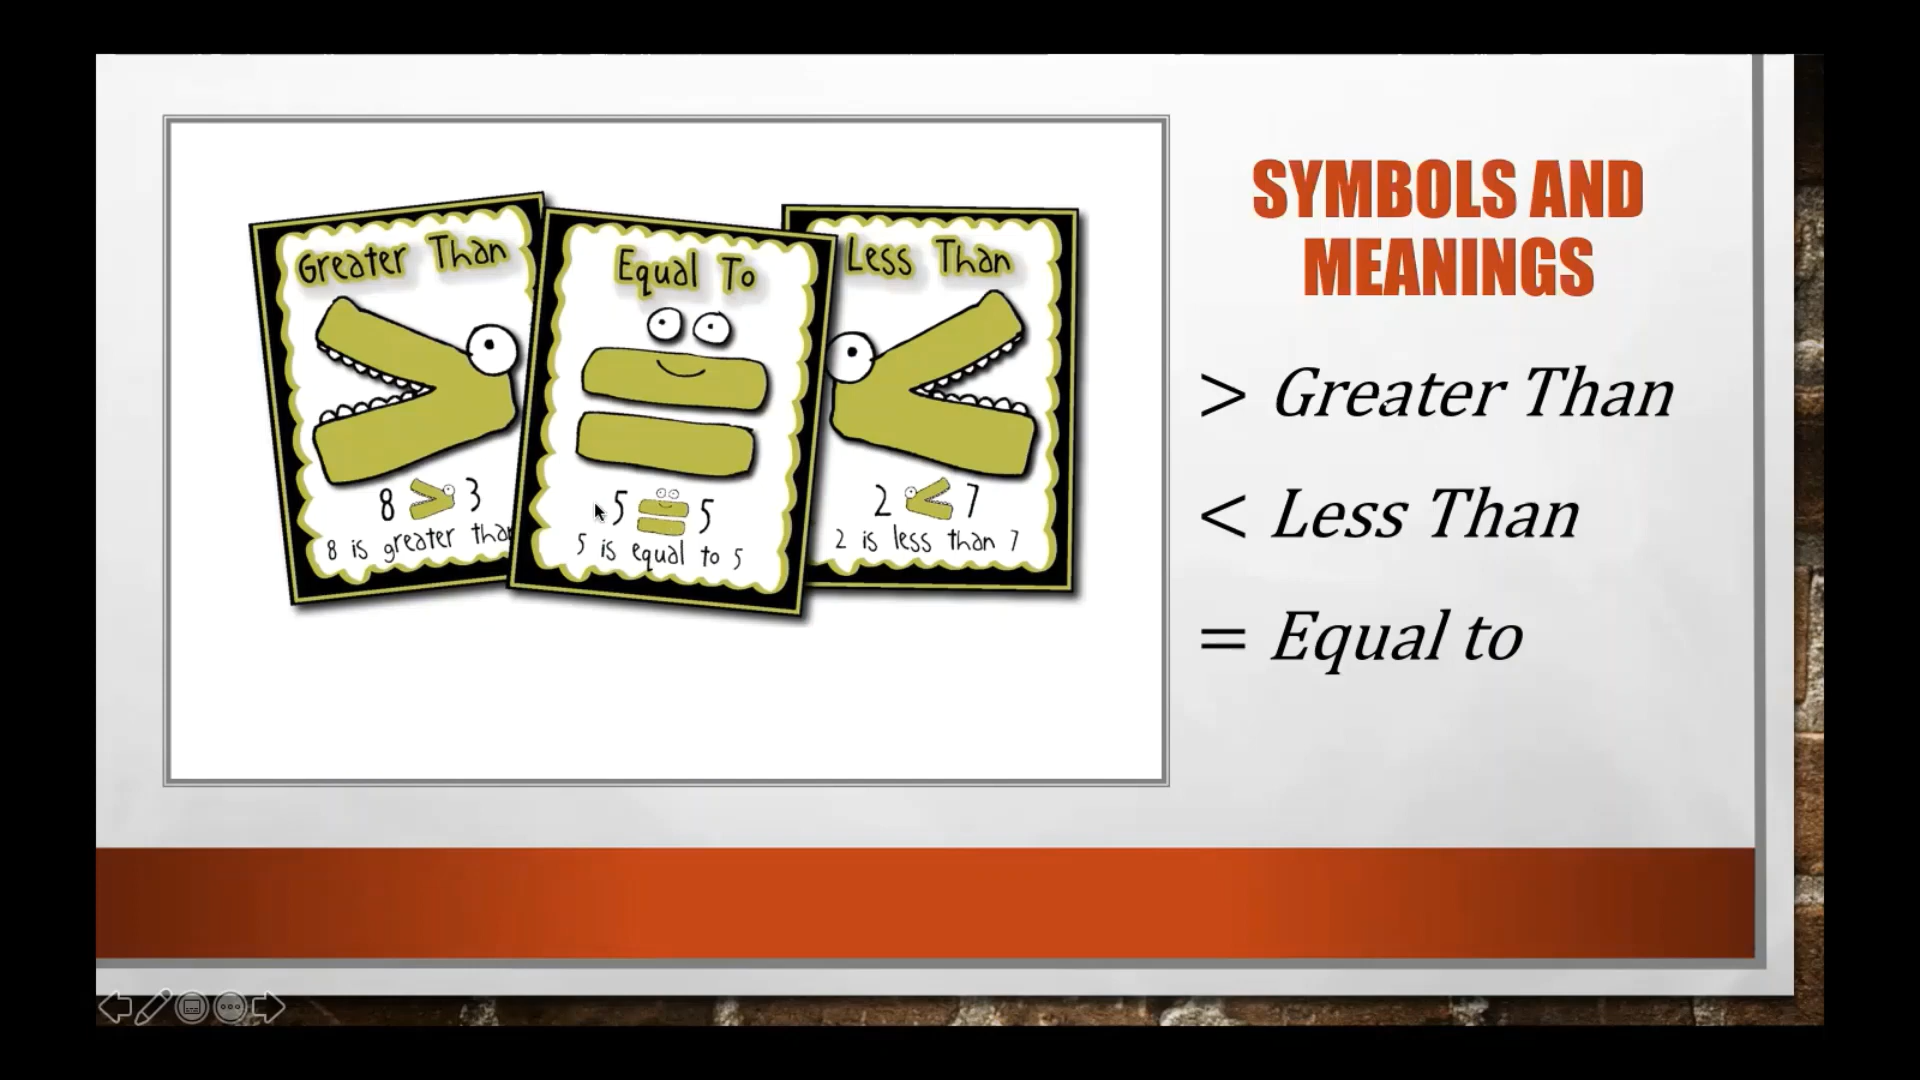 Greater Than
8 > 3
8 is greater than
Equal To
5 = 5
5 is equal to 5
Less Than
2 < 7
2 is less than 7
SYMBOLS AND
MEANINGS
> Greater Than
< Less Than
= Equal to